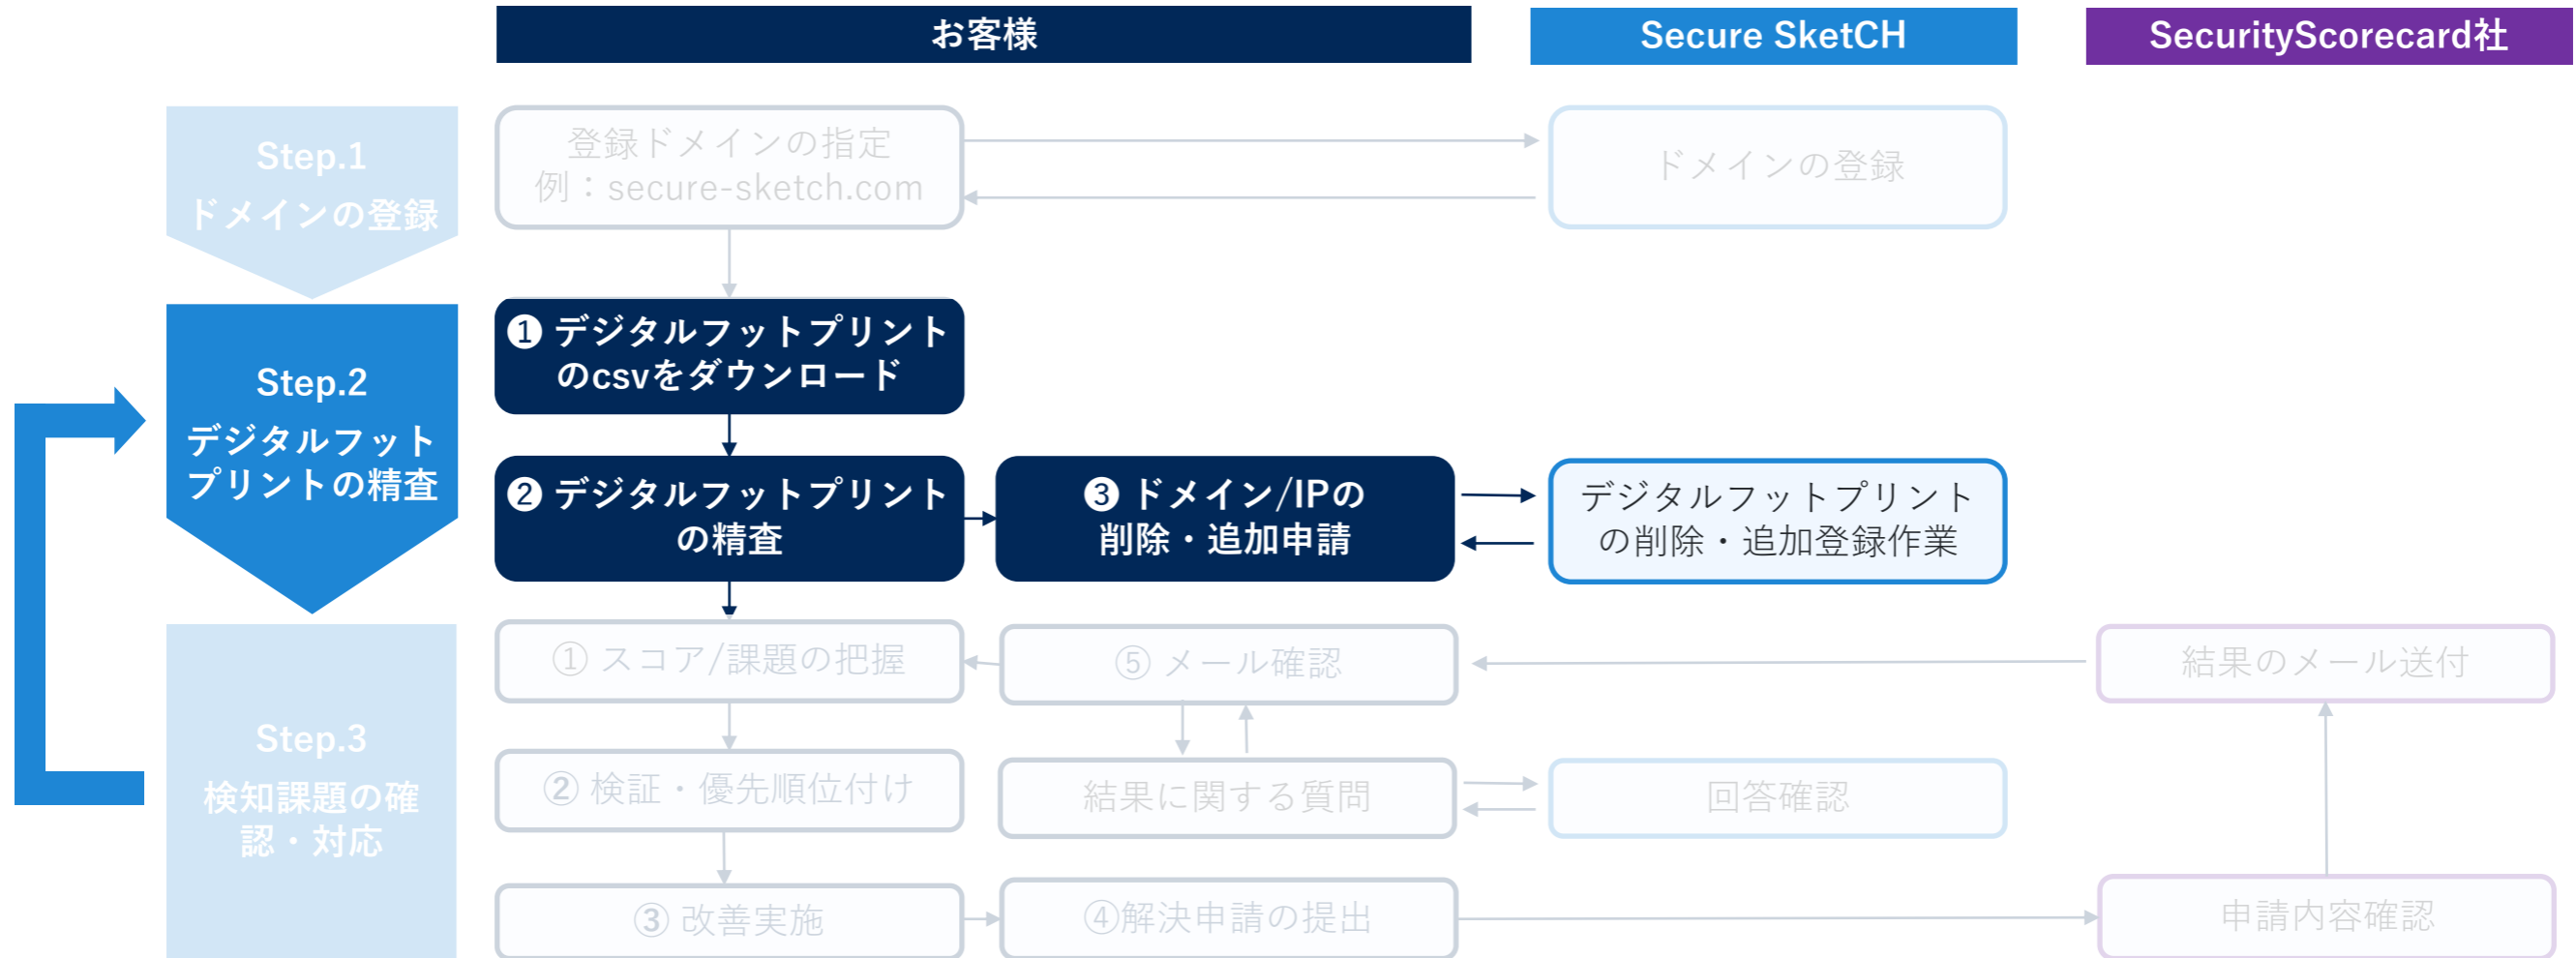 お客様
Secure SketCH
SecurityScorecard社
Step.1
ドメインの登録
登録ドメインの指定
例：secure-sketch.com
ドメインの登録
Step.2
デジタルフット
プリントの精査
❶ デジタルフットプリント
のcsvをダウンロード
❷ デジタルフットプリント
の精査
❸ ドメイン/IPの
削除・追加申請
デジタルフットプリント
の削除・追加登録作業
Step.3
検知課題の確
認・対応
① スコア/課題の把握
⑤ メール確認
結果のメール送付
② 検証・優先順位付け
結果に関する質問
回答確認
③ 改善実施
④解決申請の提出
申請内容確認